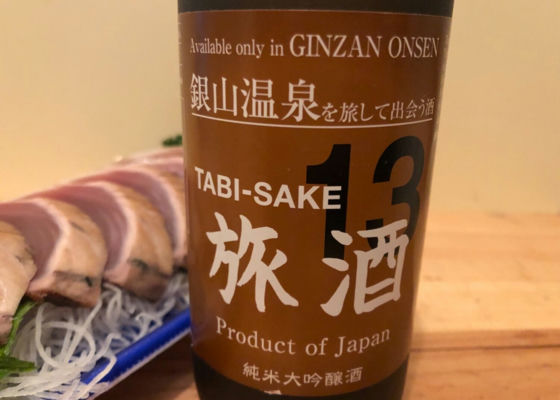 Available only in GINZAN ONSEN
銀山温泉を旅して出会う酒
13
TABI-SAKE
旅酒
Product of Japan
純米大吟醸酒